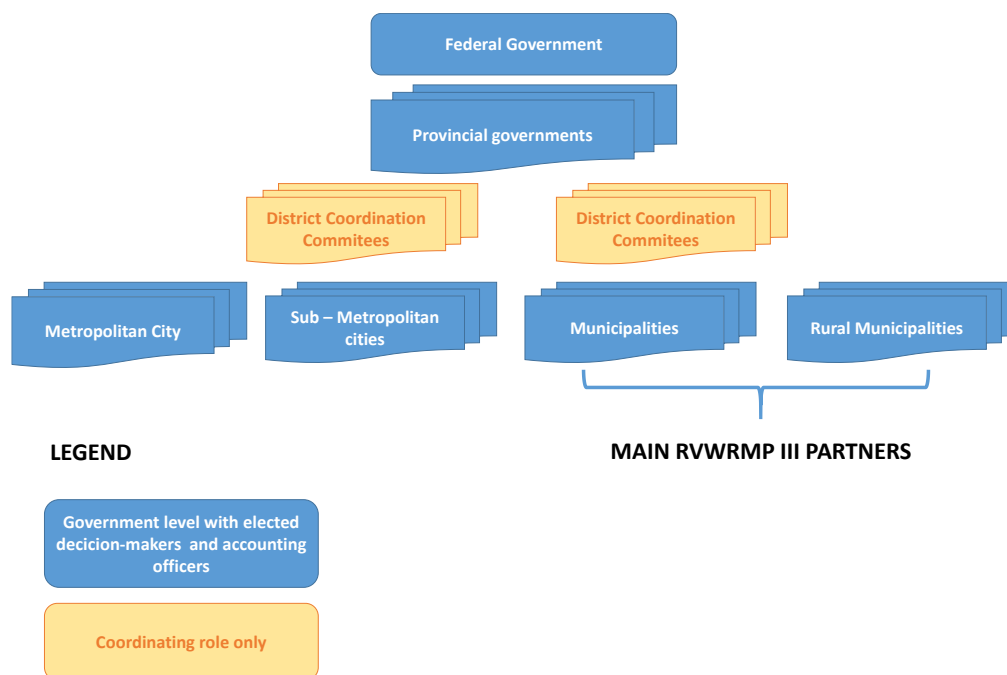 Federal Government
Provincial governments
District Coordination
Commitees
District Coordination
Commitees
Metropolitan City
Sub – Metropolitan
cities
Municipalities
Rural Municipalities
LEGEND
MAIN RVWRMP III PARTNERS
Government level with elected
decicion-makers and accounting
officers
Coordinating role only